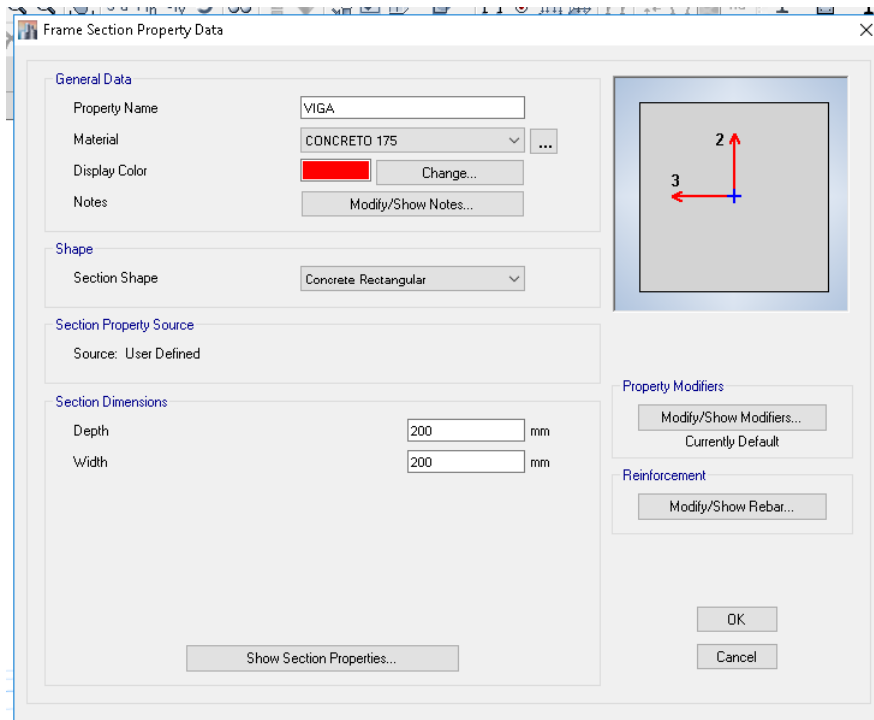 Frame Section Property Data
General Data
Property Name VIGA
Material CONCRETO 175 ...
Display Color Change...
Notes Modify/Show Notes...
2
3
Shape
Section Shape Concrete Rectangular
Section Property Source
Source: User Defined
Section Dimensions
Depth 200 mm
Width 200 mm
Property Modifiers
Modify/Show Modifiers...
Currently Default
Reinforcement
Modify/Show Rebar...
Show Section Properties...
OK
Cancel